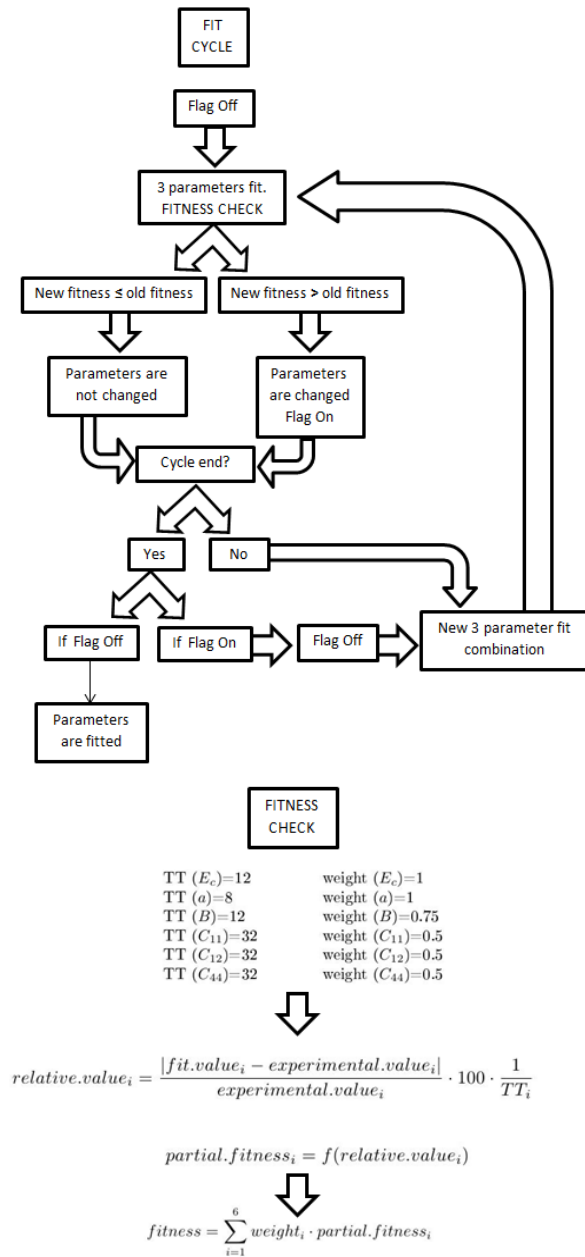 FIT
CYCLE
Flag Off
3 parameters fit.
FITNESS CHECK
New fitness ≤ old fitness
New fitness > old fitness
Parameters are
not changed
Parameters
are changed
Flag On
Cycle end?
Yes
No
If Flag Off
If Flag On
Flag Off
New 3 parameter fit
combination
Parameters
are fitted
FITNESS
CHECK
TT (E_c)=12 weight (E_c)=1
TT (a)=8 weight (a)=1
TT (B)=12 weight (B)=0.75
TT (C_11)=32 weight (C_11)=0.5
TT (C_12)=32 weight (C_12)=0.5
TT (C_44)=32 weight (C_44)=0.5
relative.value_i = |fit.value_i − experimental.value_i| / experimental.value_i · 100 · 1 / TT_i
partial.fitness_i = f(relative.value_i)
fitness = ∑_{i=1}^{6} weight_i · partial.fitness_i